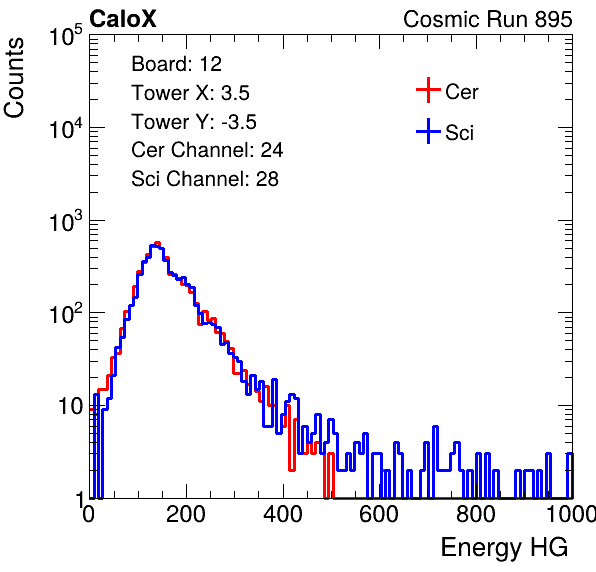 CaloX Cosmic Run 895
Counts
Board: 12
Tower X: 3.5
Tower Y: -3.5
Cer Channel: 24
Sci Channel: 28
Cer
Sci
10^5
10^4
10^3
10^2
10
1
0 200 400 600 800 1000
Energy HG